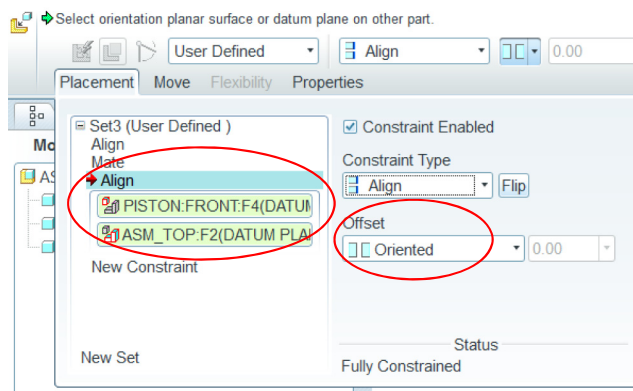 Select orientation planar surface or datum plane on other part.
User Defined Align 0.00
Placement Move Flexibility Properties
Set3 (User Defined )
Align
Mate
Align
PISTON:FRONT:F4(DATUM
ASM_TOP:F2(DATUM PLA
New Constraint
New Set
Constraint Enabled
Constraint Type
Align Flip
Offset
Oriented 0.00
Status
Fully Constrained
Mo
AS